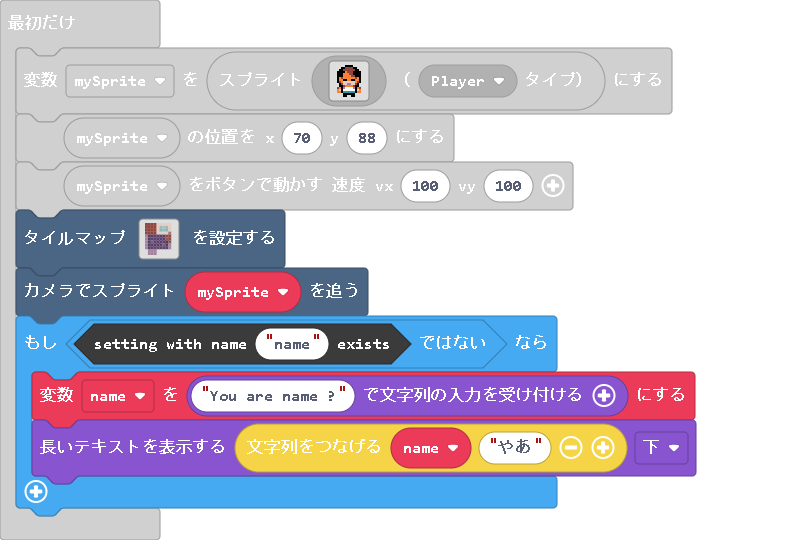 最初だけ
変数 mySprite を スプライト ( Player タイプ) にする
mySprite の位置を x 70 y 88 にする
mySprite をボタンで動かす 速度 vx 100 vy 100
タイルマップ を設定する
カメラでスプライト mySprite を追う
もし setting with name "name" exists ではない なら
変数 name を "You are name ?" で文字列の入力を受け付ける にする
長いテキストを表示する 文字列をつなげる name "やあ" 下